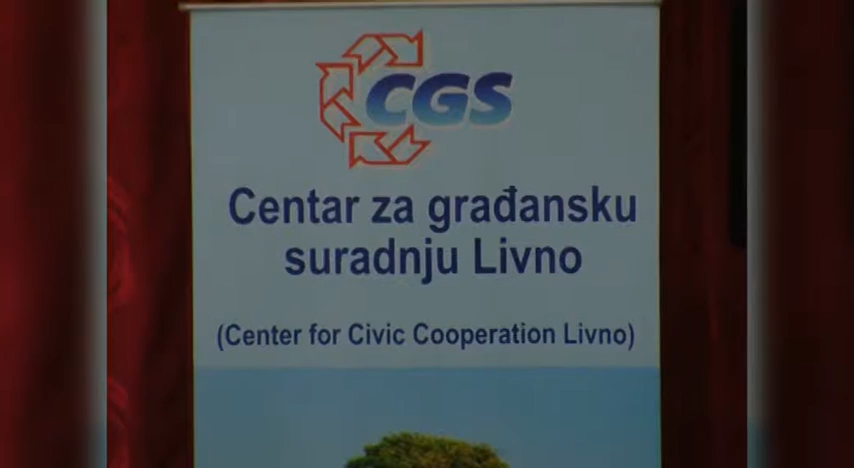 CGS
Centar za građansku
suradnju Livno
(Center for Civic Cooperation Livno)